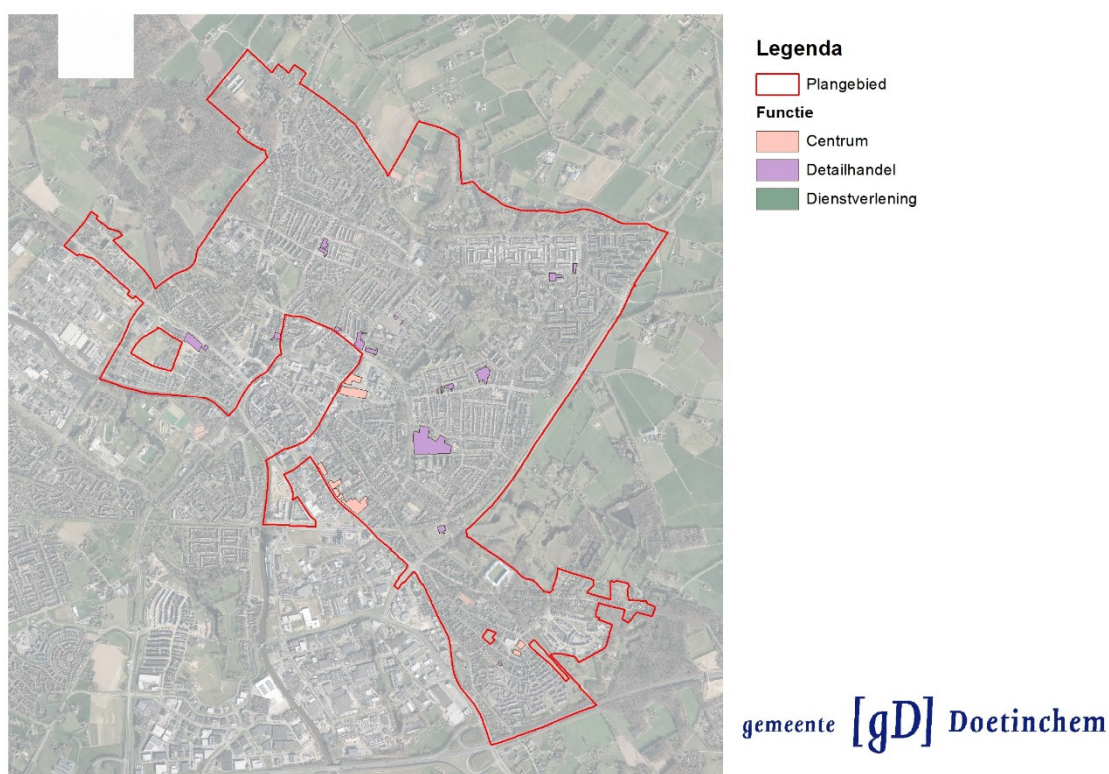 Legenda
Plangebied
Functie
Centrum
Detailhandel
Dienstverlening
gemeente [gD] Doetinchem